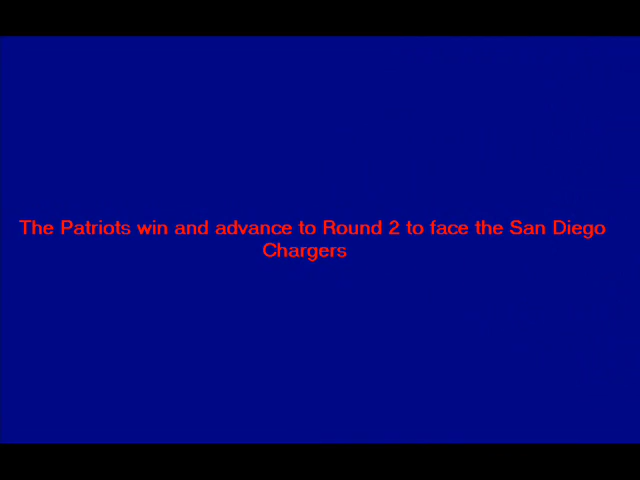 The Patriots win and advance to Round 2 to face the San Diego
Chargers